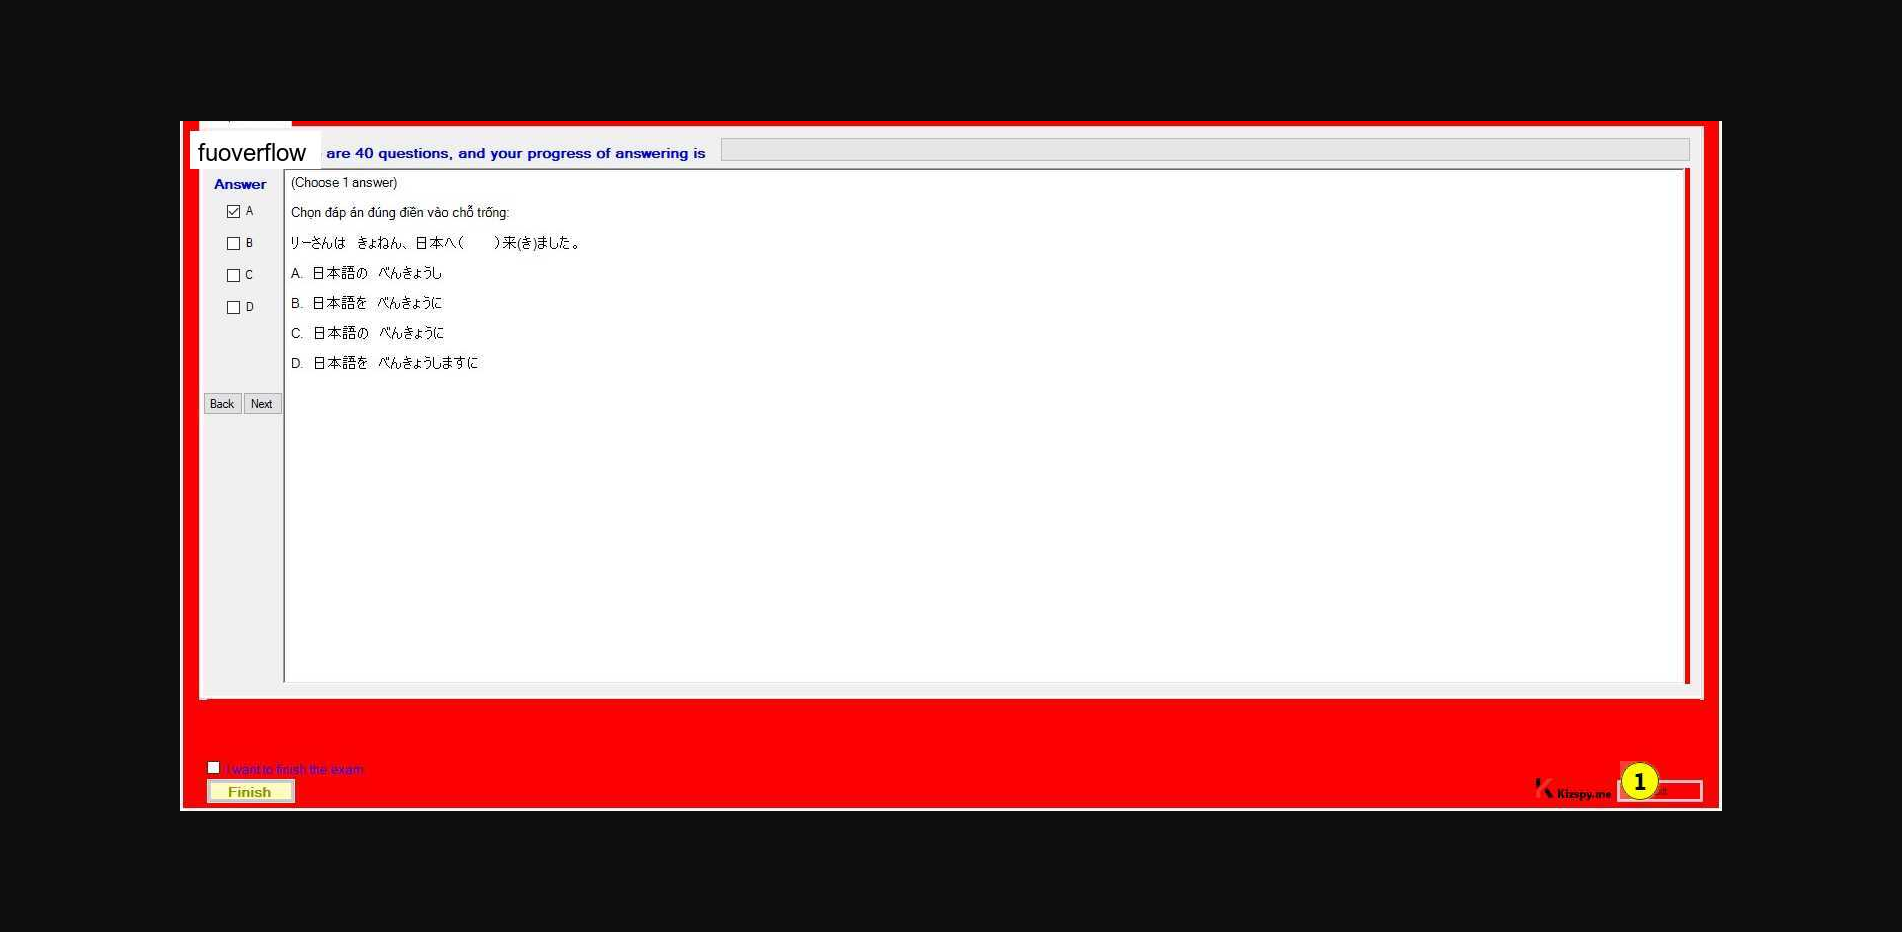 fuoverflow are 40 questions, and your progress of answering is
Answer
(Choose 1 answer)
A
Chọn đáp án đúng điền vào chỗ trống:
B
リーさんは　きょねん、日本へ(　　)来(き)ました。
C
A. 日本語の　べんきょうし
D
B. 日本語を　べんきょうに
C. 日本語の　べんきょうに
D. 日本語を　べんきょうしますに
Back Next
I want to finish the exam
Finish
Kizspy.me
1